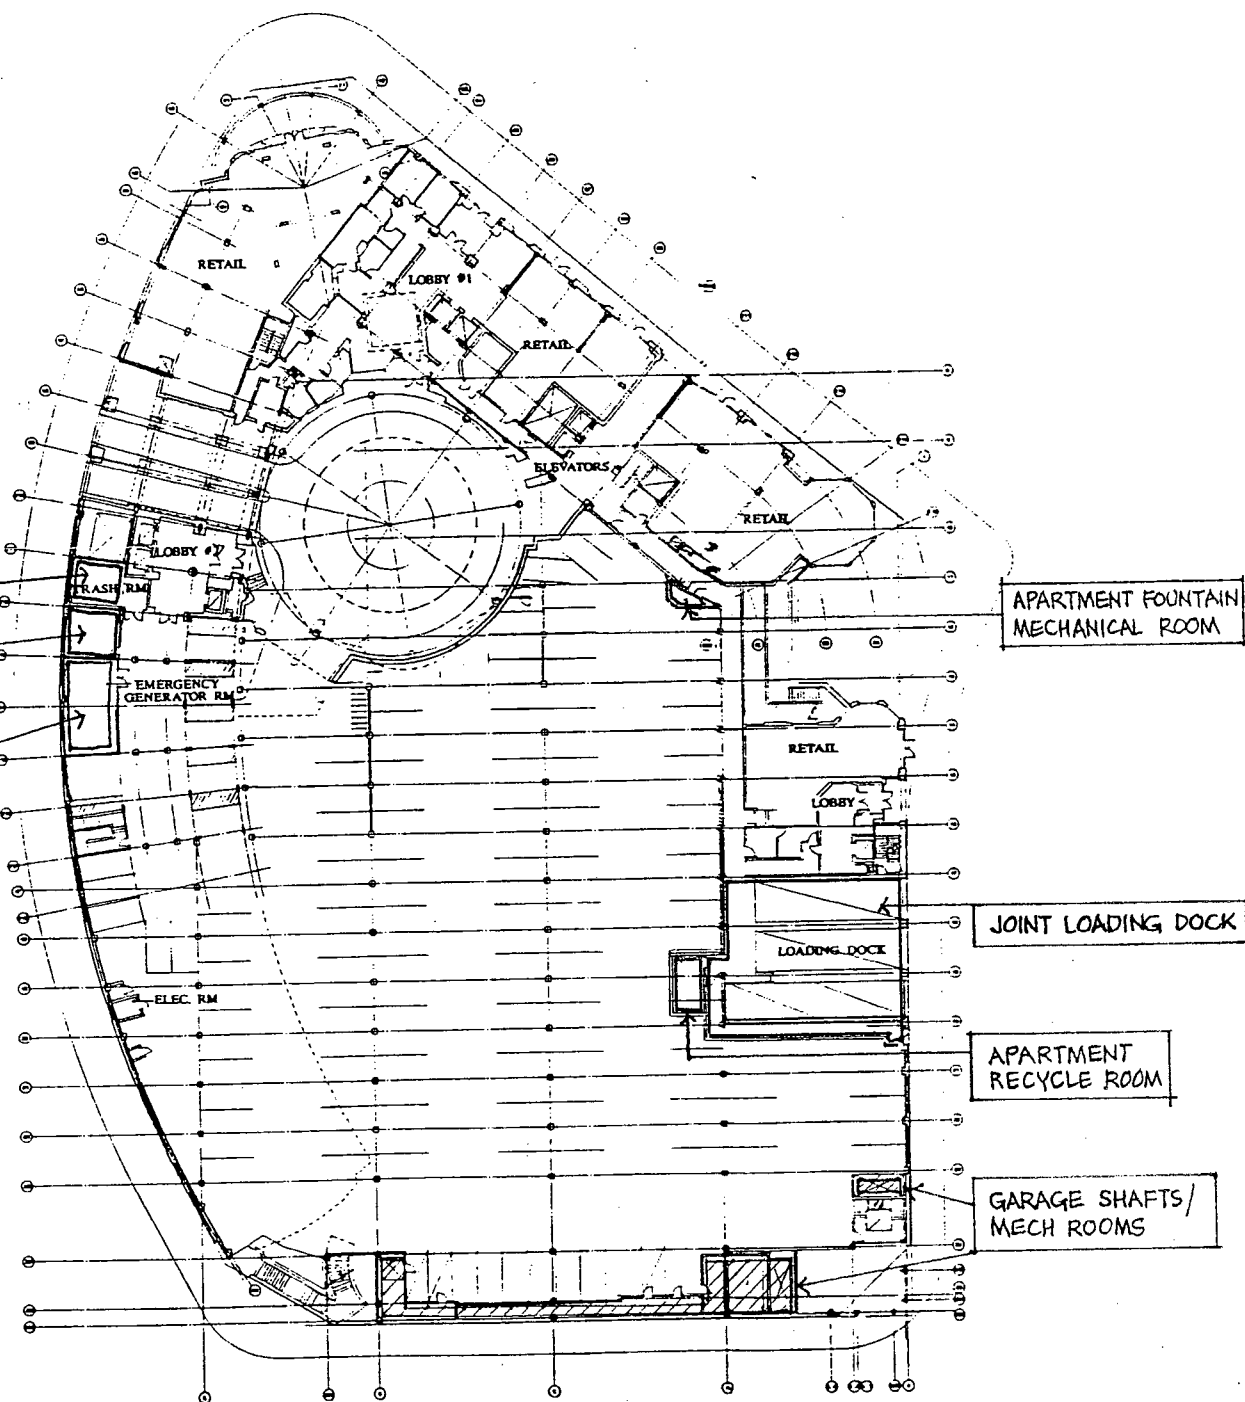 RETAIL
LOBBY #1
RETAIL
ELEVATORS
RETAIL
LOBBY #2
TRASH RM
APARTMENT FOUNTAIN
MECHANICAL ROOM
EMERGENCY
GENERATOR RM
RETAIL
LOBBY
JOINT LOADING DOCK
LOADING DOCK
ELEC. RM
APARTMENT
RECYCLE ROOM
GARAGE SHAFTS/
MECH ROOMS